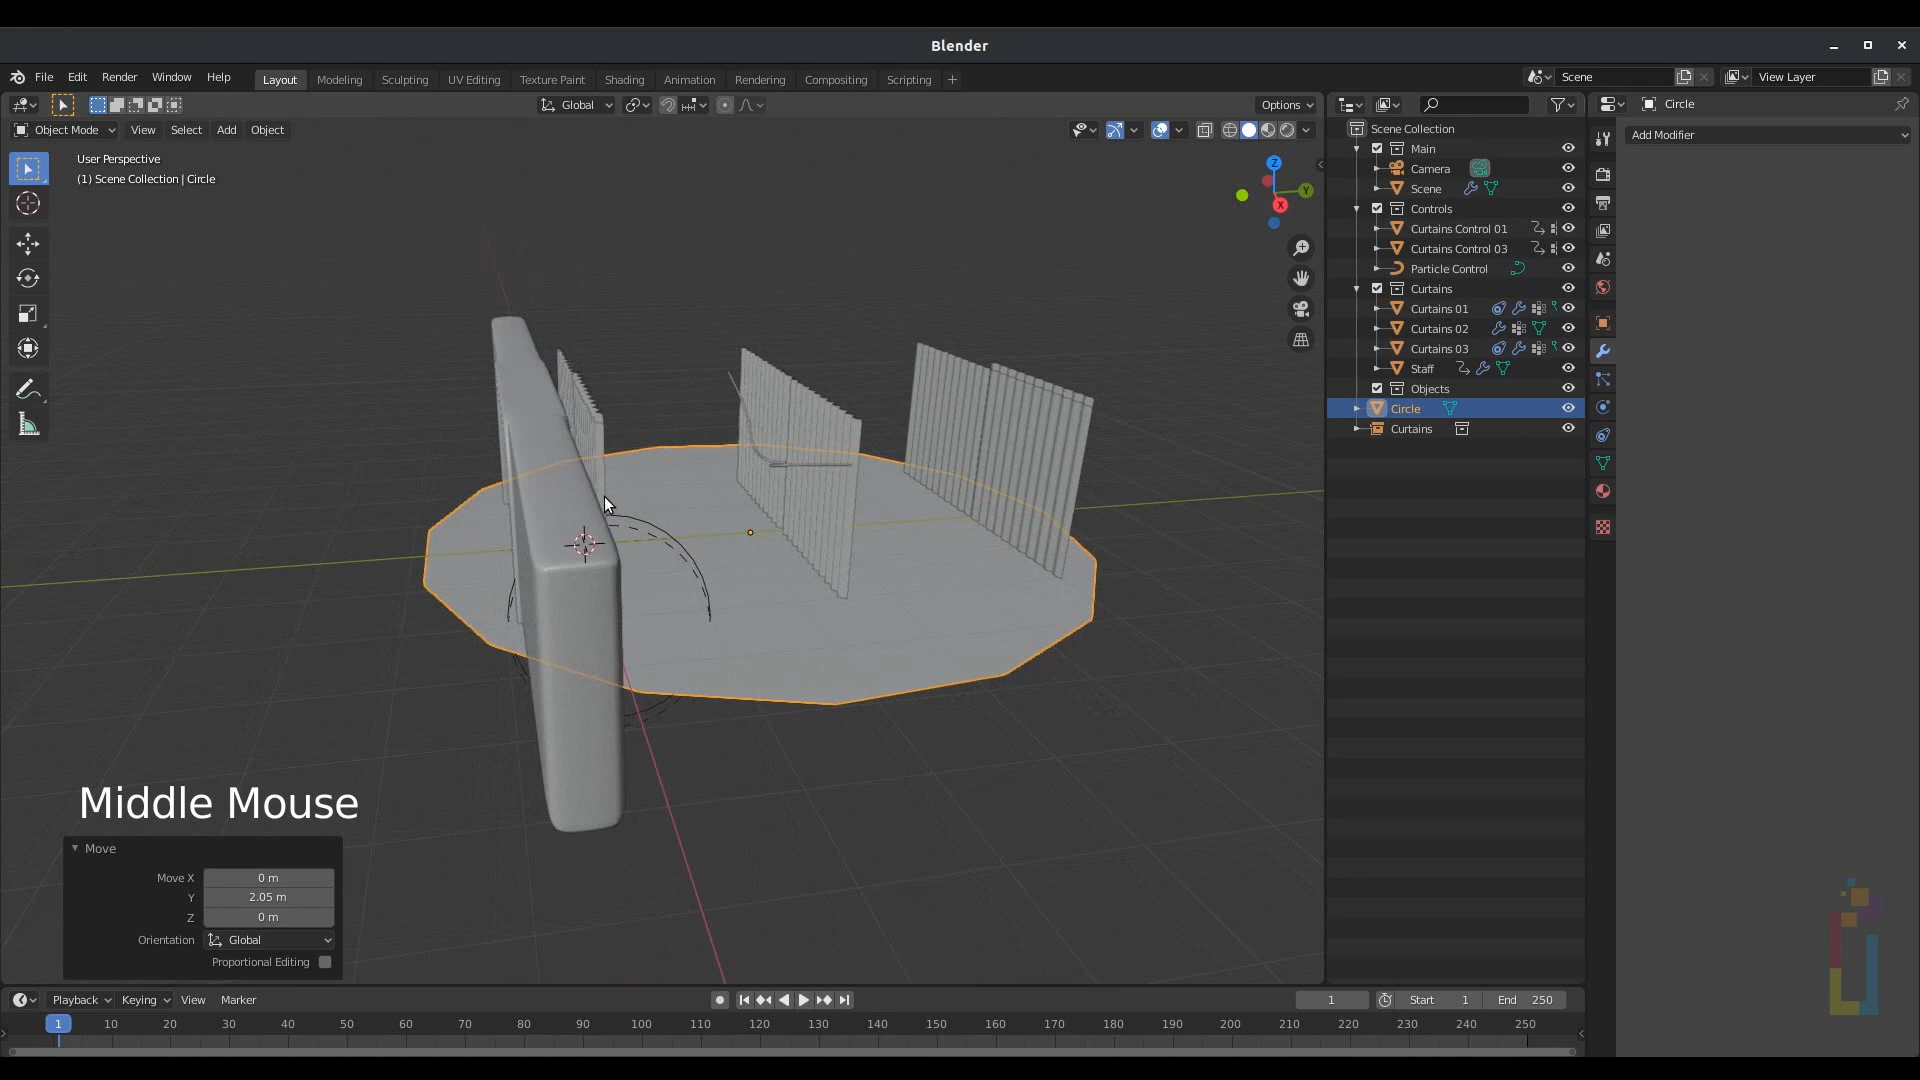 Blender
File Edit Render Window Help
Layout Modeling Sculpting UV Editing Texture Paint Shading Animation Rendering Compositing Scripting +
Scene
View Layer
Global
Options
Object Mode View Select Add Object
User Perspective
(1) Scene Collection | Circle
Z
Y
X
Scene Collection
Main
Camera
Scene
Controls
Curtains Control 01
Curtains Control 03
Particle Control
Curtains
Curtains 01
Curtains 02
Curtains 03
Staff
Objects
Circle
Curtains
Circle
Add Modifier
Middle Mouse
Move
Move X 0 m
Y 2.05 m
Z 0 m
Orientation Global
Proportional Editing
Playback Keying View Marker
1 Start 1 End 250
1 10 20 30 40 50 60 70 80 90 100 110 120 130 140 150 160 170 180 190 200 210 220 230 240 250